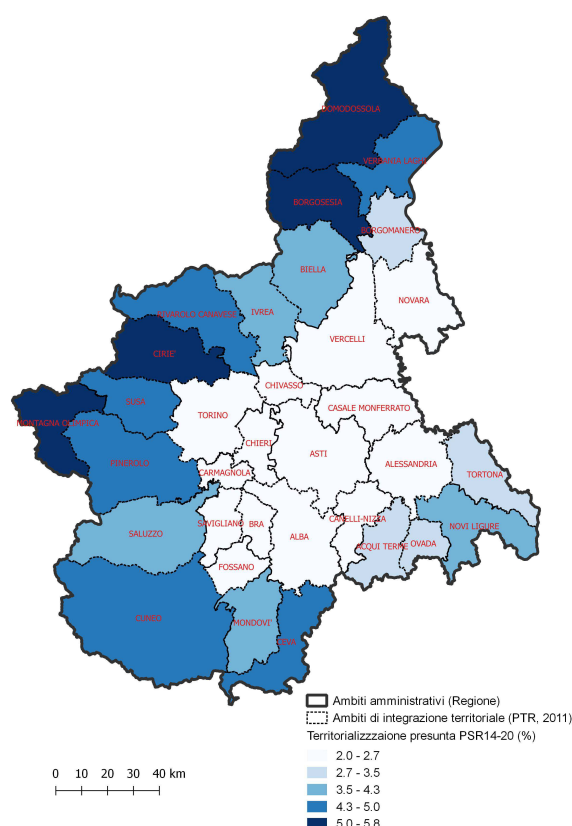 DOMODOSSOLA
VERBANIA LAGHI
BORGOSESIA
BORGOMANERO
BIELLA
NOVARA
RIVAROLO CANAVESE
IVREA
VERCELLI
CIRIE'
CHIVASSO
SUSA
MONTAGNA OLIMPICA
TORINO
CASALE MONFERRATO
CHIERI
ASTI
PINEROLO
CARMAGNOLA
ALESSANDRIA
TORTONA
SALUZZO
SAVIGLIANO
BRA
ALBA
CANELLI-NIZZA
NOVI LIGURE
ACQUI TERME
OVADA
FOSSANO
CUNEO
MONDOVI'
CEVA
Ambiti amministrativi (Regione)
Ambiti di integrazione territoriale (PTR, 2011)
Territorializzzaione presunta PSR14-20 (%)
2.0 - 2.7
2.7 - 3.5
3.5 - 4.3
4.3 - 5.0
5.0 - 5.8
0 10 20 30 40 km